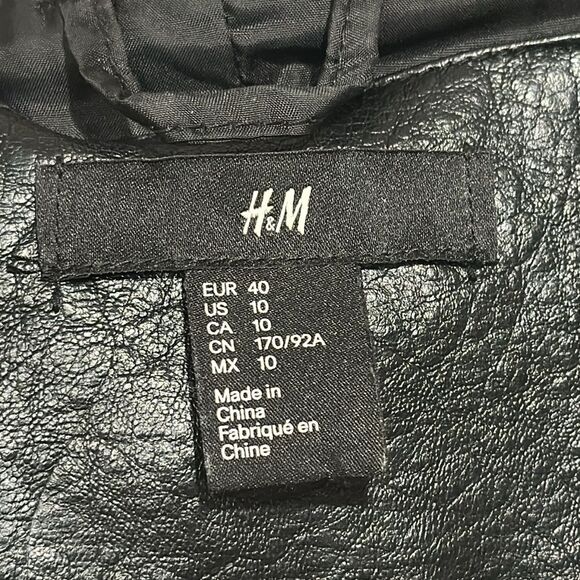 H&M
EUR 40
US 10
CA 10
CN 170/92A
MX 10
Made in
China
Fabriqué en
Chine